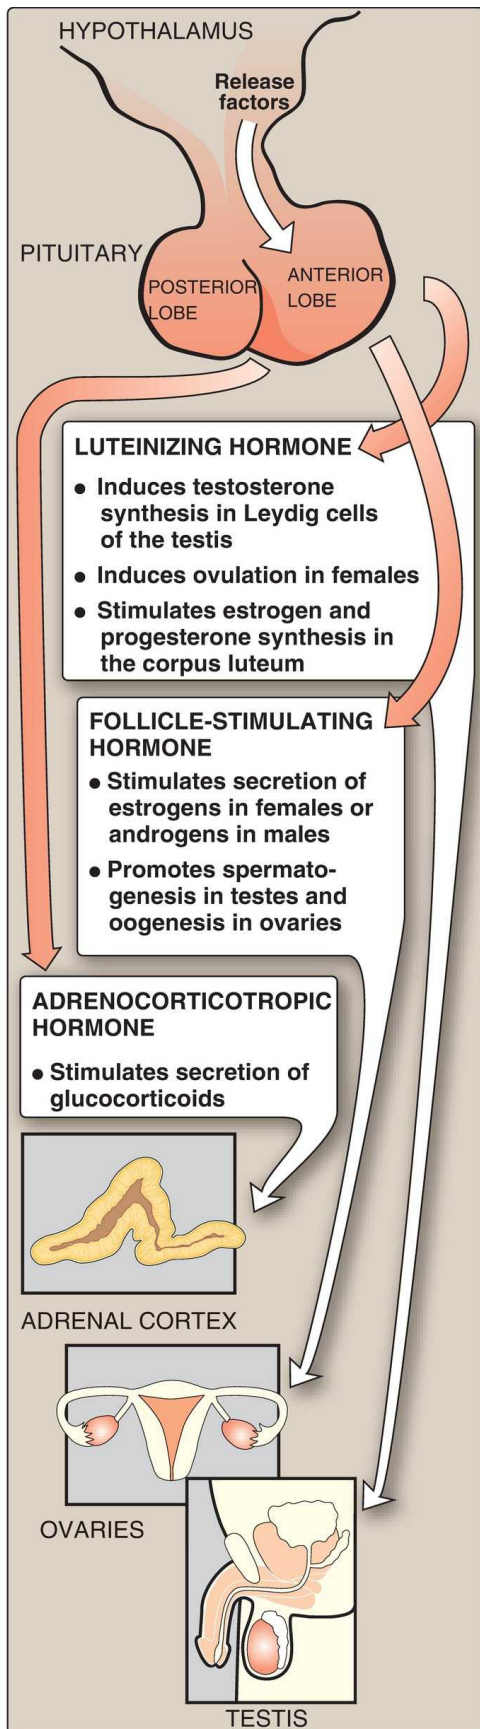 HYPOTHALAMUS
Release
factors
PITUITARY
POSTERIOR
LOBE
ANTERIOR
LOBE
LUTEINIZING HORMONE
● Induces testosterone
synthesis in Leydig cells
of the testis
● Induces ovulation in females
● Stimulates estrogen and
progesterone synthesis in
the corpus luteum
FOLLICLE-STIMULATING
HORMONE
● Stimulates secretion of
estrogens in females or
androgens in males
● Promotes spermato-
genesis in testes and
oogenesis in ovaries
ADRENOCORTICOTROPIC
HORMONE
● Stimulates secretion of
glucocorticoids
ADRENAL CORTEX
OVARIES
TESTIS